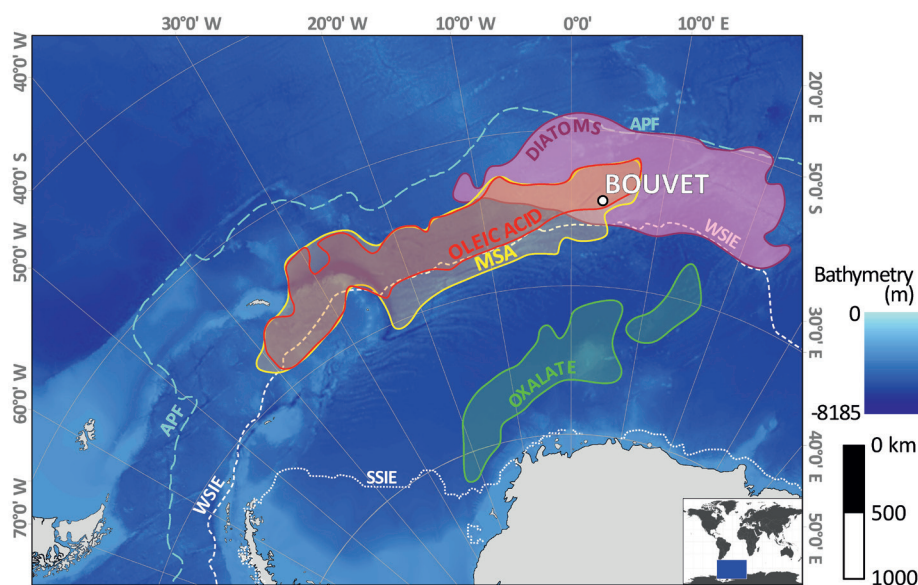 30°0' W
20°0' W
10°0' W
0°0' E
10°0' E
40°0' W
20°0' E
APF
DIATOMS
40°0' S
50°0' S
BOUVET
OLEIC ACID
WSIE
MSA
50°0' W
Bathymetry
(m)
0
30°0' E
OXALATE
60°0' W
APF
-8185
0 km
40°0' E
SSIE
WSIE
70°0' W
500
50°0' E
1000